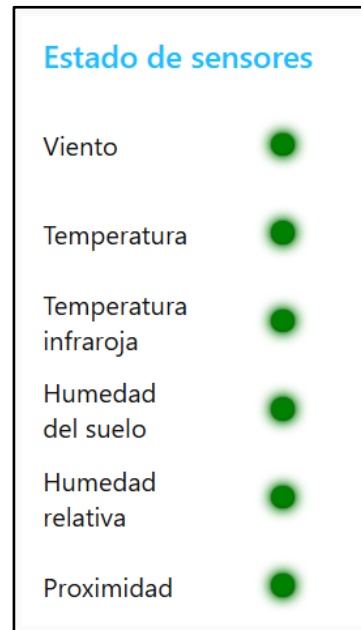 Estado de sensores
Viento
Temperatura
Temperatura
infraroja
Humedad
del suelo
Humedad
relativa
Proximidad